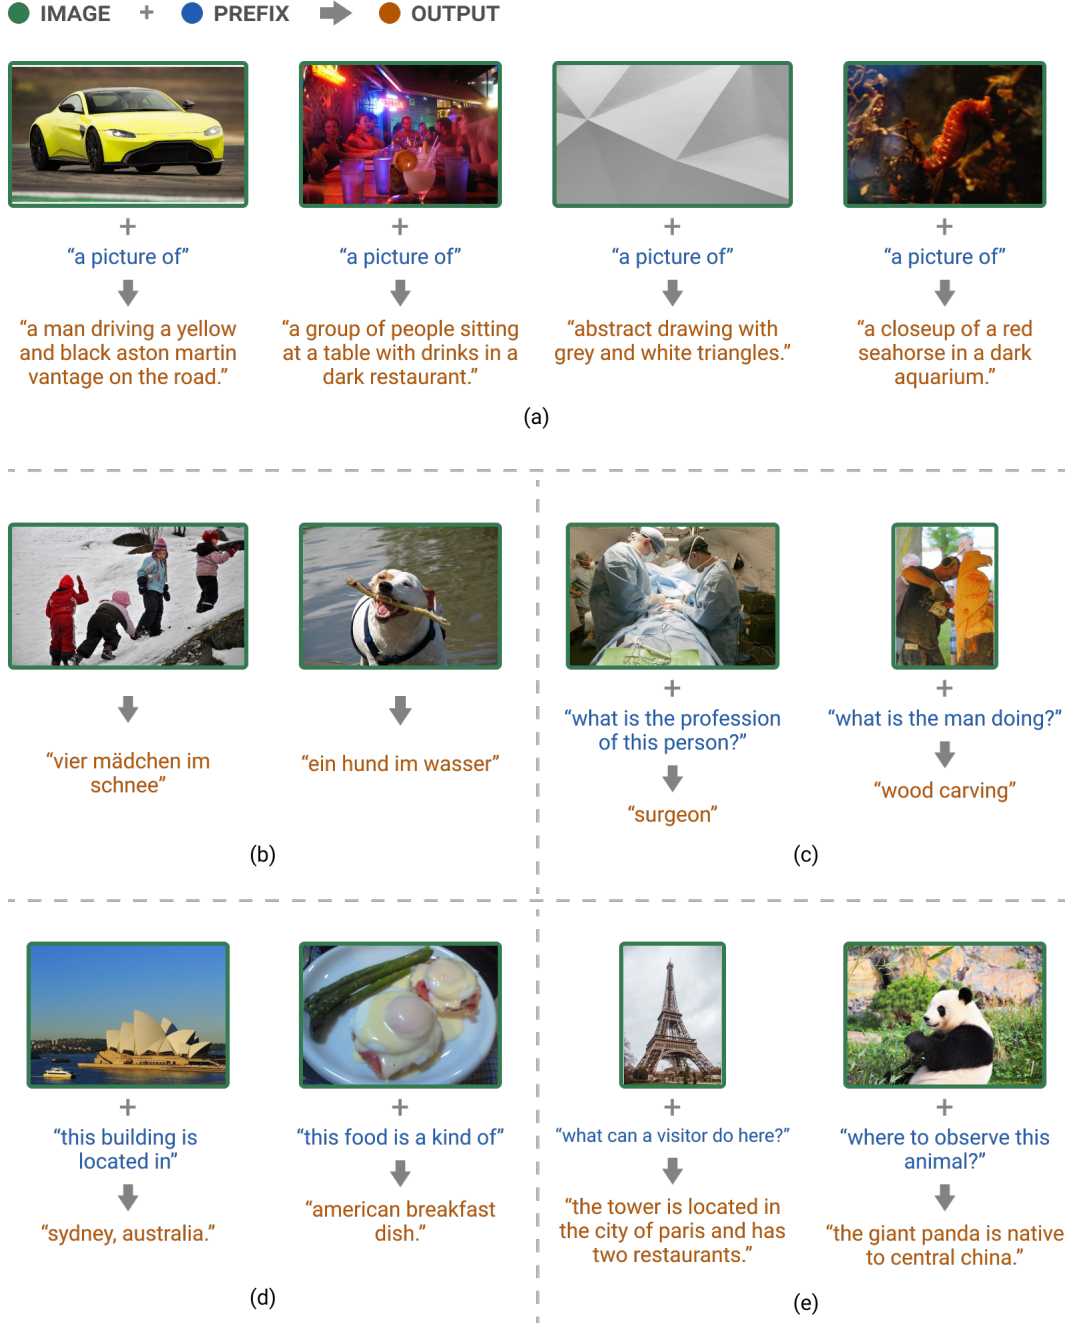 IMAGE + PREFIX OUTPUT
+ + + +
“a picture of” “a picture of” “a picture of” “a picture of”
“a man driving a yellow
and black aston martin
vantage on the road.”
“a group of people sitting
at a table with drinks in a
dark restaurant.”
“abstract drawing with
grey and white triangles.”
“a closeup of a red
seahorse in a dark
aquarium.”
(a)
“vier mädchen im
schnee”
“ein hund im wasser”
(b)
+
“what is the profession
of this person?”
“surgeon”
+
“what is the man doing?”
“wood carving”
(c)
+
“this building is
located in”
“sydney, australia.”
+
“this food is a kind of”
“american breakfast
dish.”
(d)
+
“what can a visitor do here?”
“the tower is located in
the city of paris and has
two restaurants.”
+
“where to observe this
animal?”
“the giant panda is native
to central china.”
(e)